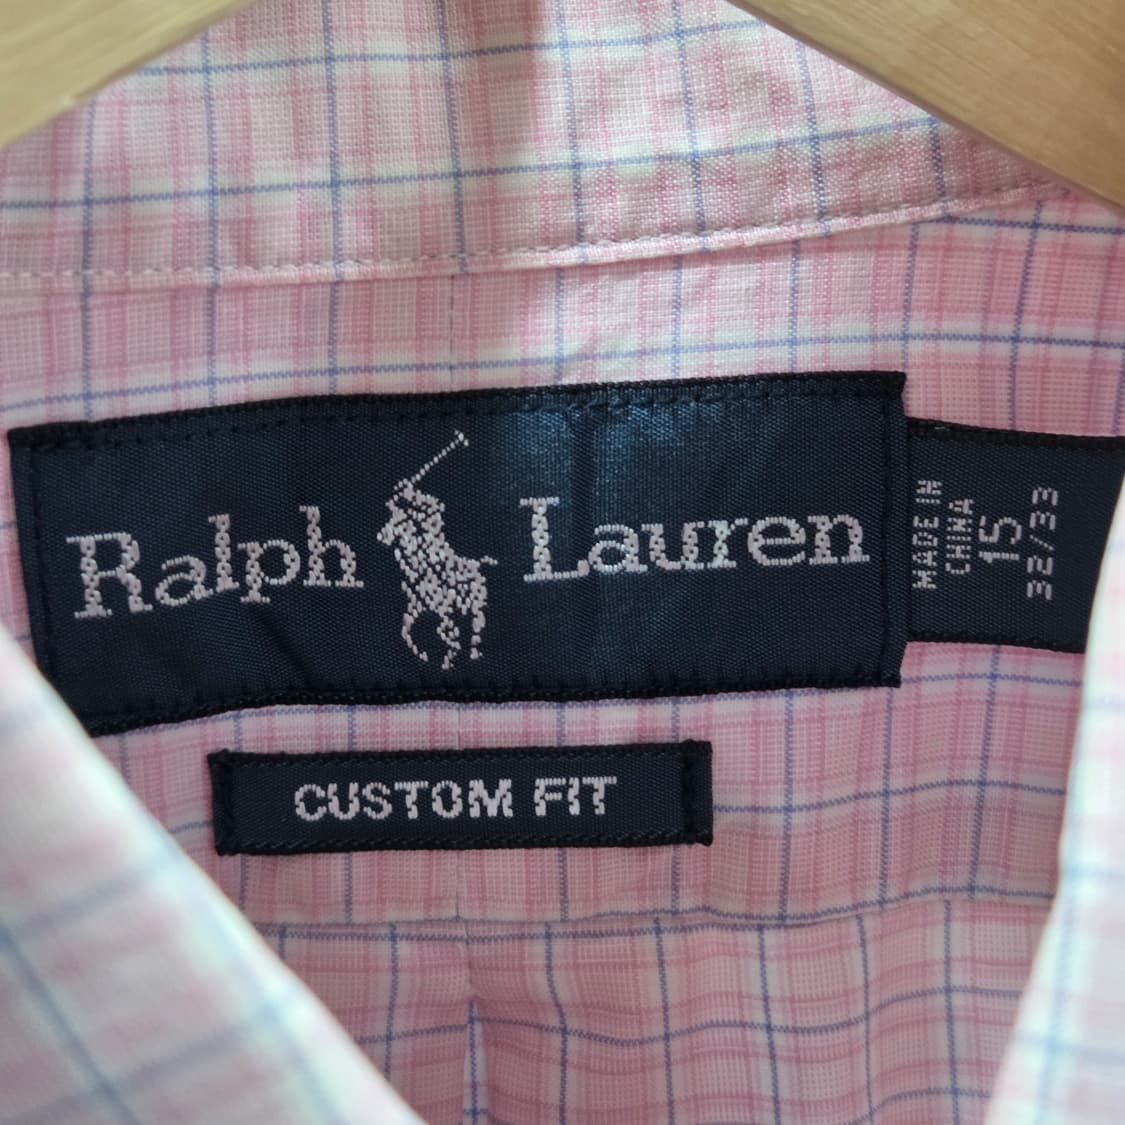 Ralph Lauren
MADE IN
CHINA
15
32/33
CUSTOM FIT